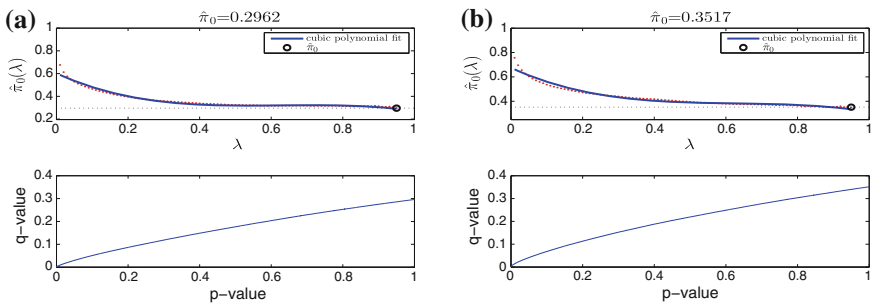 (a)
π̂₀=0.2962
1
0.8
0.6
0.4
0.2
π̂₀(λ)
cubic polynomial fit
π̂₀
0 0.2 0.4 0.6 0.8 1
λ
0.4
0.3
0.2
0.1
0
q−value
0 0.2 0.4 0.6 0.8 1
p−value
(b)
π̂₀=0.3517
1
0.8
0.6
0.4
π̂₀(λ)
cubic polynomial fit
π̂₀
0 0.2 0.4 0.6 0.8 1
λ
0.4
0.3
0.2
0.1
0
q−value
0 0.2 0.4 0.6 0.8 1
p−value